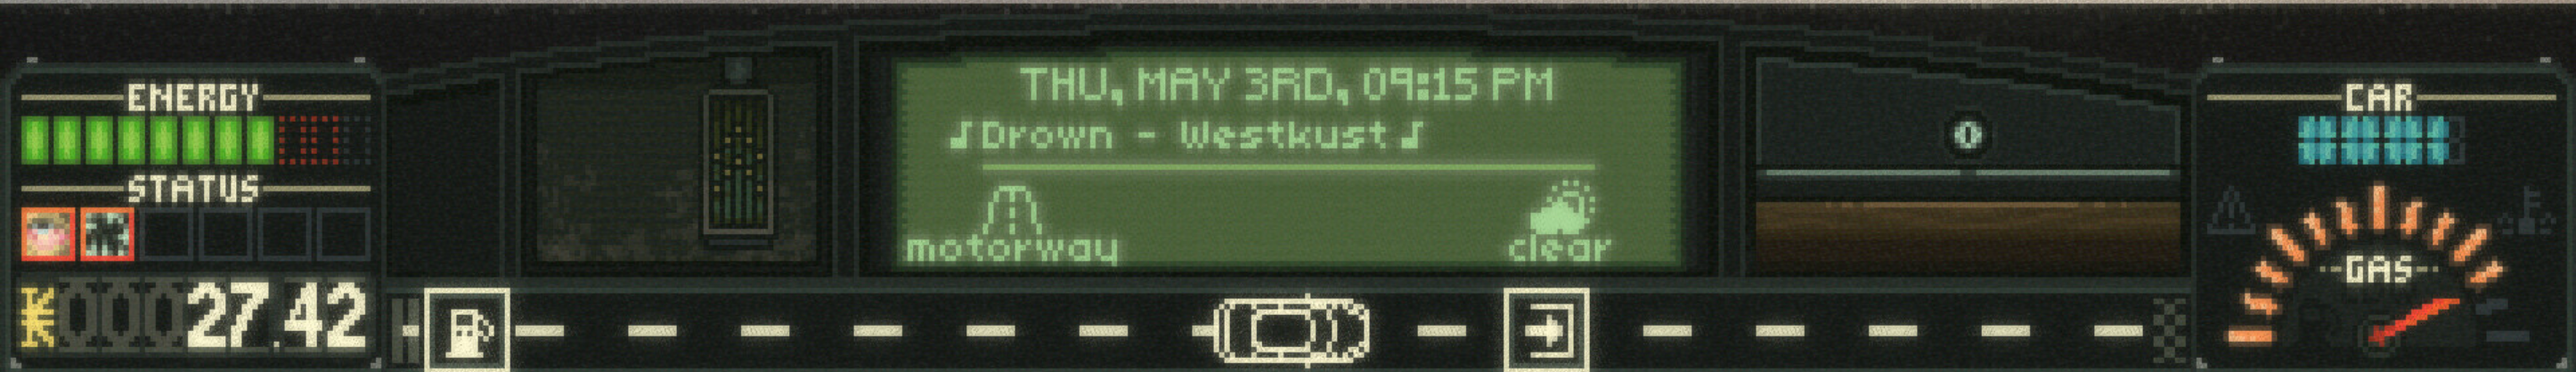 ENERGY
STATUS
00027.42
THU, MAY 3RD, 09:15 PM
♪Drown - Westkust♪
motorway
clear
CAR
GAS